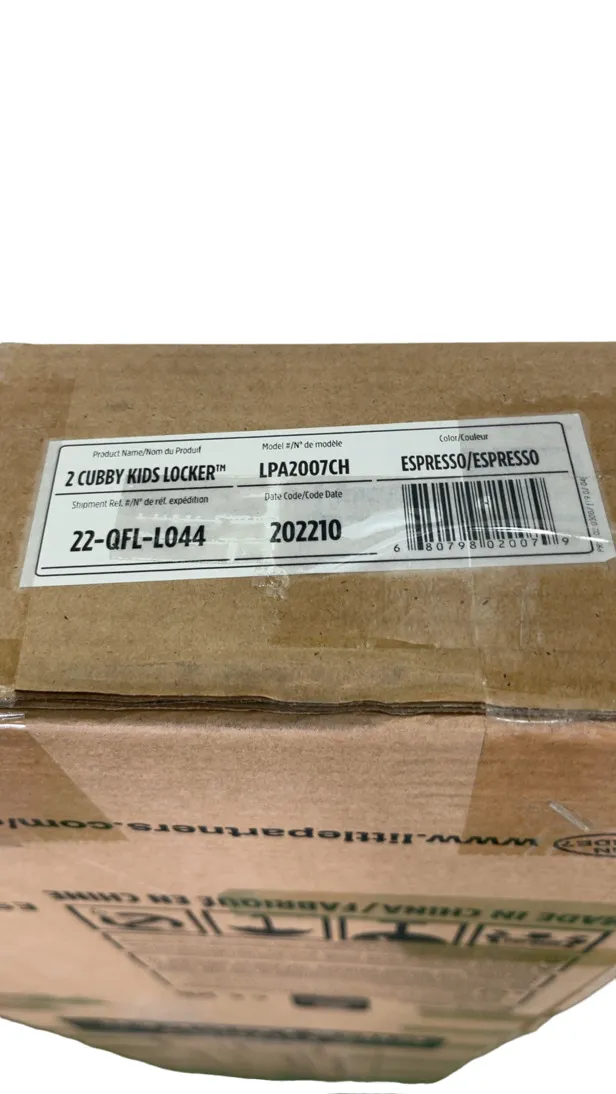 Product Name/Nom du Produit
2 CUBBY KIDS LOCKER™
Model #/N° de modèle
LPA2007CH
Color/Couleur
ESPRESSO/ESPRESSO
Shipment Ref. #/N° de réf. expédition
22-QFL-L044
Date Code/Code Date
202210
6 80798 02007 9
www.littlepartners.com
MADE IN CHINA/FABRIQUÉ EN CHINE